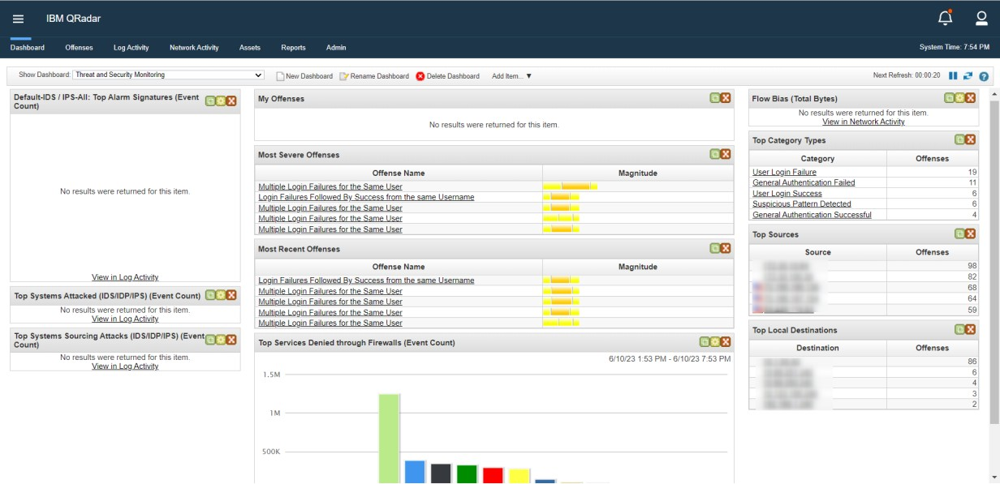 IBM QRadar
Dashboard Offenses Log Activity Network Activity Assets Reports Admin System Time: 7:54 PM
Show Dashboard: Threat and Security Monitoring New Dashboard Rename Dashboard Delete Dashboard Add Item... ▼ Next Refresh: 00:00:20
Default-IDS / IPS-All: Top Alarm Signatures (Event
Count)
No results were returned for this item.
View in Log Activity
Top Systems Attacked (IDS/IDP/IPS) (Event Count)
No results were returned for this item.
View in Log Activity
Top Systems Sourcing Attacks (IDS/IDP/IPS) (Event
Count)
No results were returned for this item.
View in Log Activity
My Offenses
No results were returned for this item.
Most Severe Offenses
Offense Name Magnitude
Multiple Login Failures for the Same User
Login Failures Followed By Success from the same Username
Multiple Login Failures for the Same User
Multiple Login Failures for the Same User
Multiple Login Failures for the Same User
Most Recent Offenses
Offense Name Magnitude
Login Failures Followed By Success from the same Username
Multiple Login Failures for the Same User
Multiple Login Failures for the Same User
Multiple Login Failures for the Same User
Multiple Login Failures for the Same User
Top Services Denied through Firewalls (Event Count)
6/10/23 1:53 PM - 6/10/23 7:53 PM
1.5M
1M
500K
Flow Bias (Total Bytes)
No results were returned for this item.
View in Network Activity
Top Category Types
Category Offenses
User Login Failure 19
General Authentication Failed 11
User Login Success 6
Suspicious Pattern Detected 6
General Authentication Successful 4
Top Sources
Source Offenses
98
82
68
64
59
Top Local Destinations
Destination Offenses
86
6
4
3
2